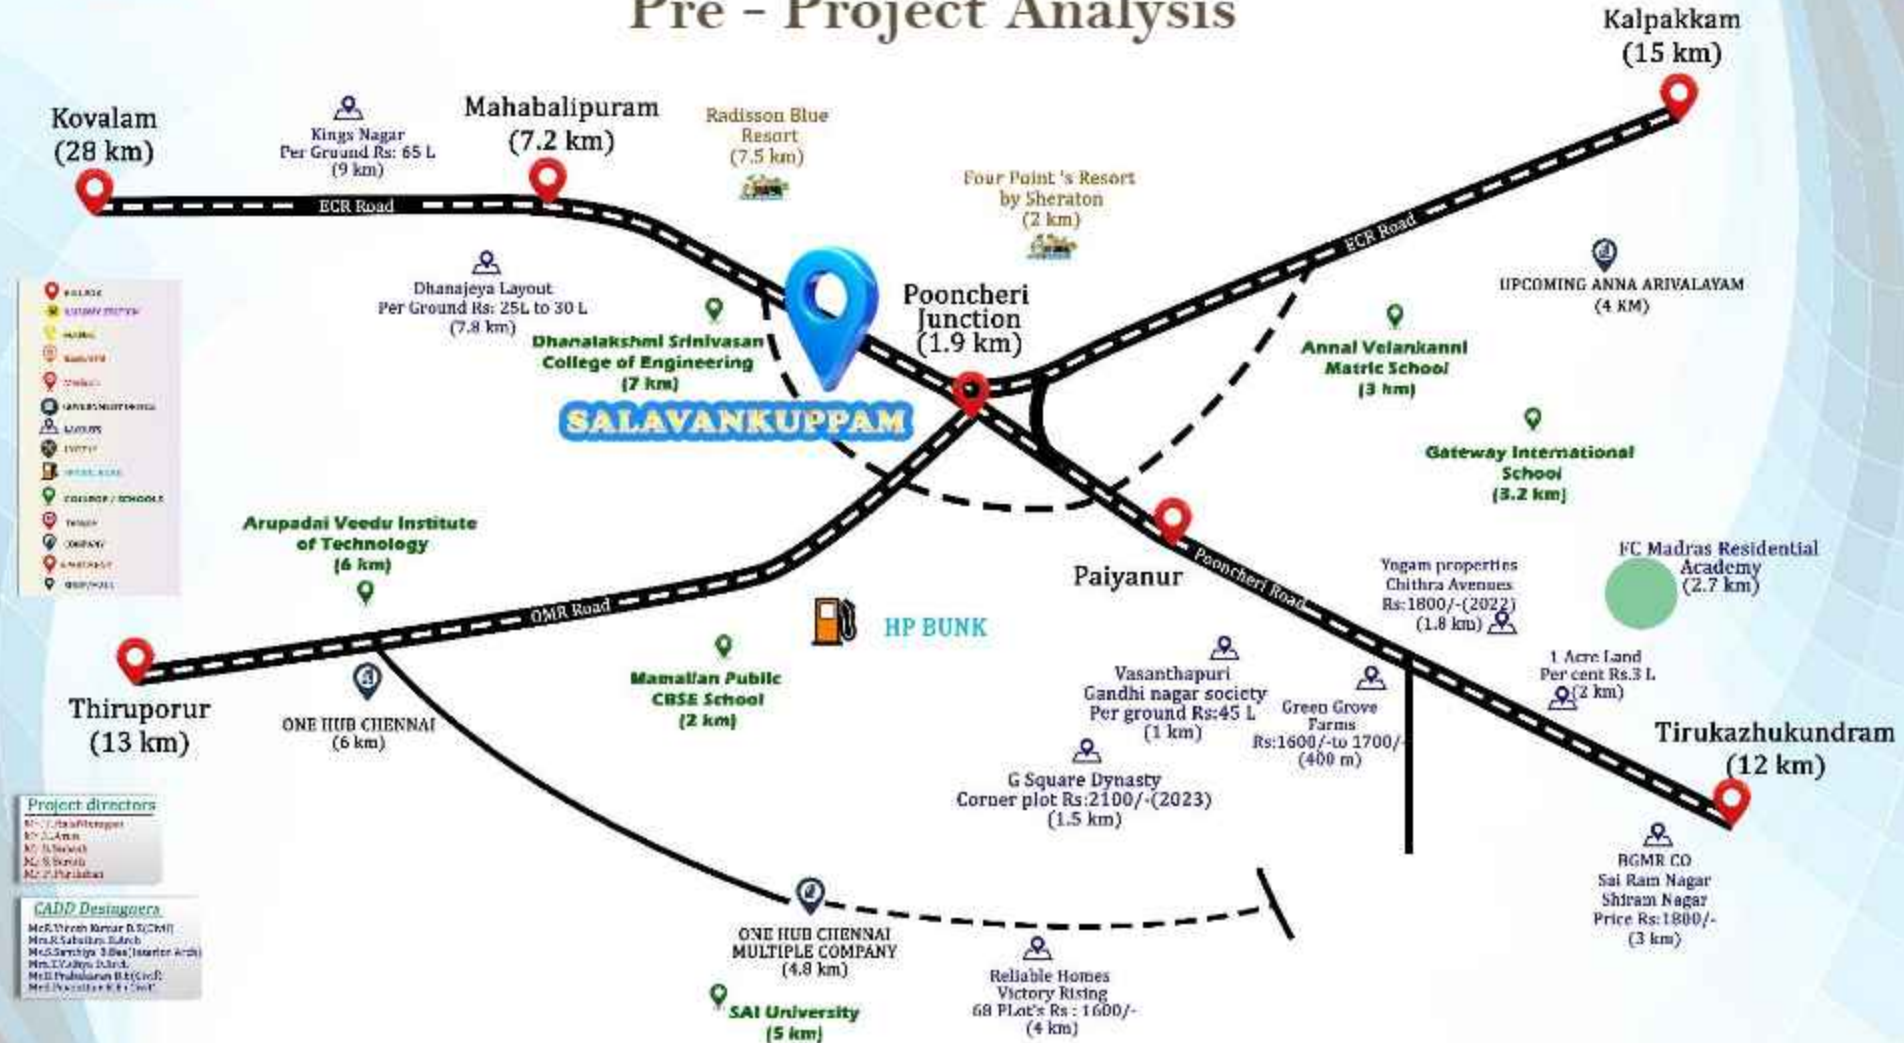 Pre - Project Analysis
Kalpakkam
(15 km)
Kovalam
(28 km)
Kings Nagar
Per Ground Rs: 65 L
(9 km)
Mahabalipuram
(7.2 km)
Radisson Blue
Resort
(7.5 km)
Four Point 's Resort
by Sheraton
(2 km)
ECR Road
ECR Road
UPCOMING ANNA ARIVALAYAM
(4 KM)
Dhanajeya Layout
Per Ground Rs: 25L to 30 L
(7.8 km)
Pooncheri
Junction
(1.9 km)
Dhanalakshmi Srinivasan
College of Engineering
(7 km)
Annai Velankanni
Matric School
(3 km)
SALAVANKUPPAM
Gateway International
School
(3.2 km)
COLLEGE / SCHOOLS
COMPANY
Arupadai Veedu Institute
of Technology
(6 km)
OMR Road
HP BUNK
Paiyanur
Pooncheri Road
Yogam properties
Chithra Avenues
Rs:1800/-(2022)
(1.8 km)
FC Madras Residential
Academy
(2.7 km)
1 Acre Land
Per cent Rs.3 L
(2 km)
Thiruporur
(13 km)
ONE HUB CHENNAI
(6 km)
Mamallan Public
CBSE School
(2 km)
Vasanthapuri
Gandhi nagar society
Per ground Rs:45 L
(1 km)
Green Grove
Farms
Rs:1600/-to 1700/-
(400 m)
Tirukazhukundram
(12 km)
G Square Dynasty
Corner plot Rs:2100/-(2023)
(1.5 km)
Project directors
CADD Desingners
BGMR CO
Sai Ram Nagar
Shiram Nagar
Price Rs:1800/-
(3 km)
ONE HUB CHENNAI
MULTIPLE COMPANY
(4.8 km)
Reliable Homes
Victory Rising
68 PLot's Rs : 1600/-
(4 km)
SAI University
(5 km)